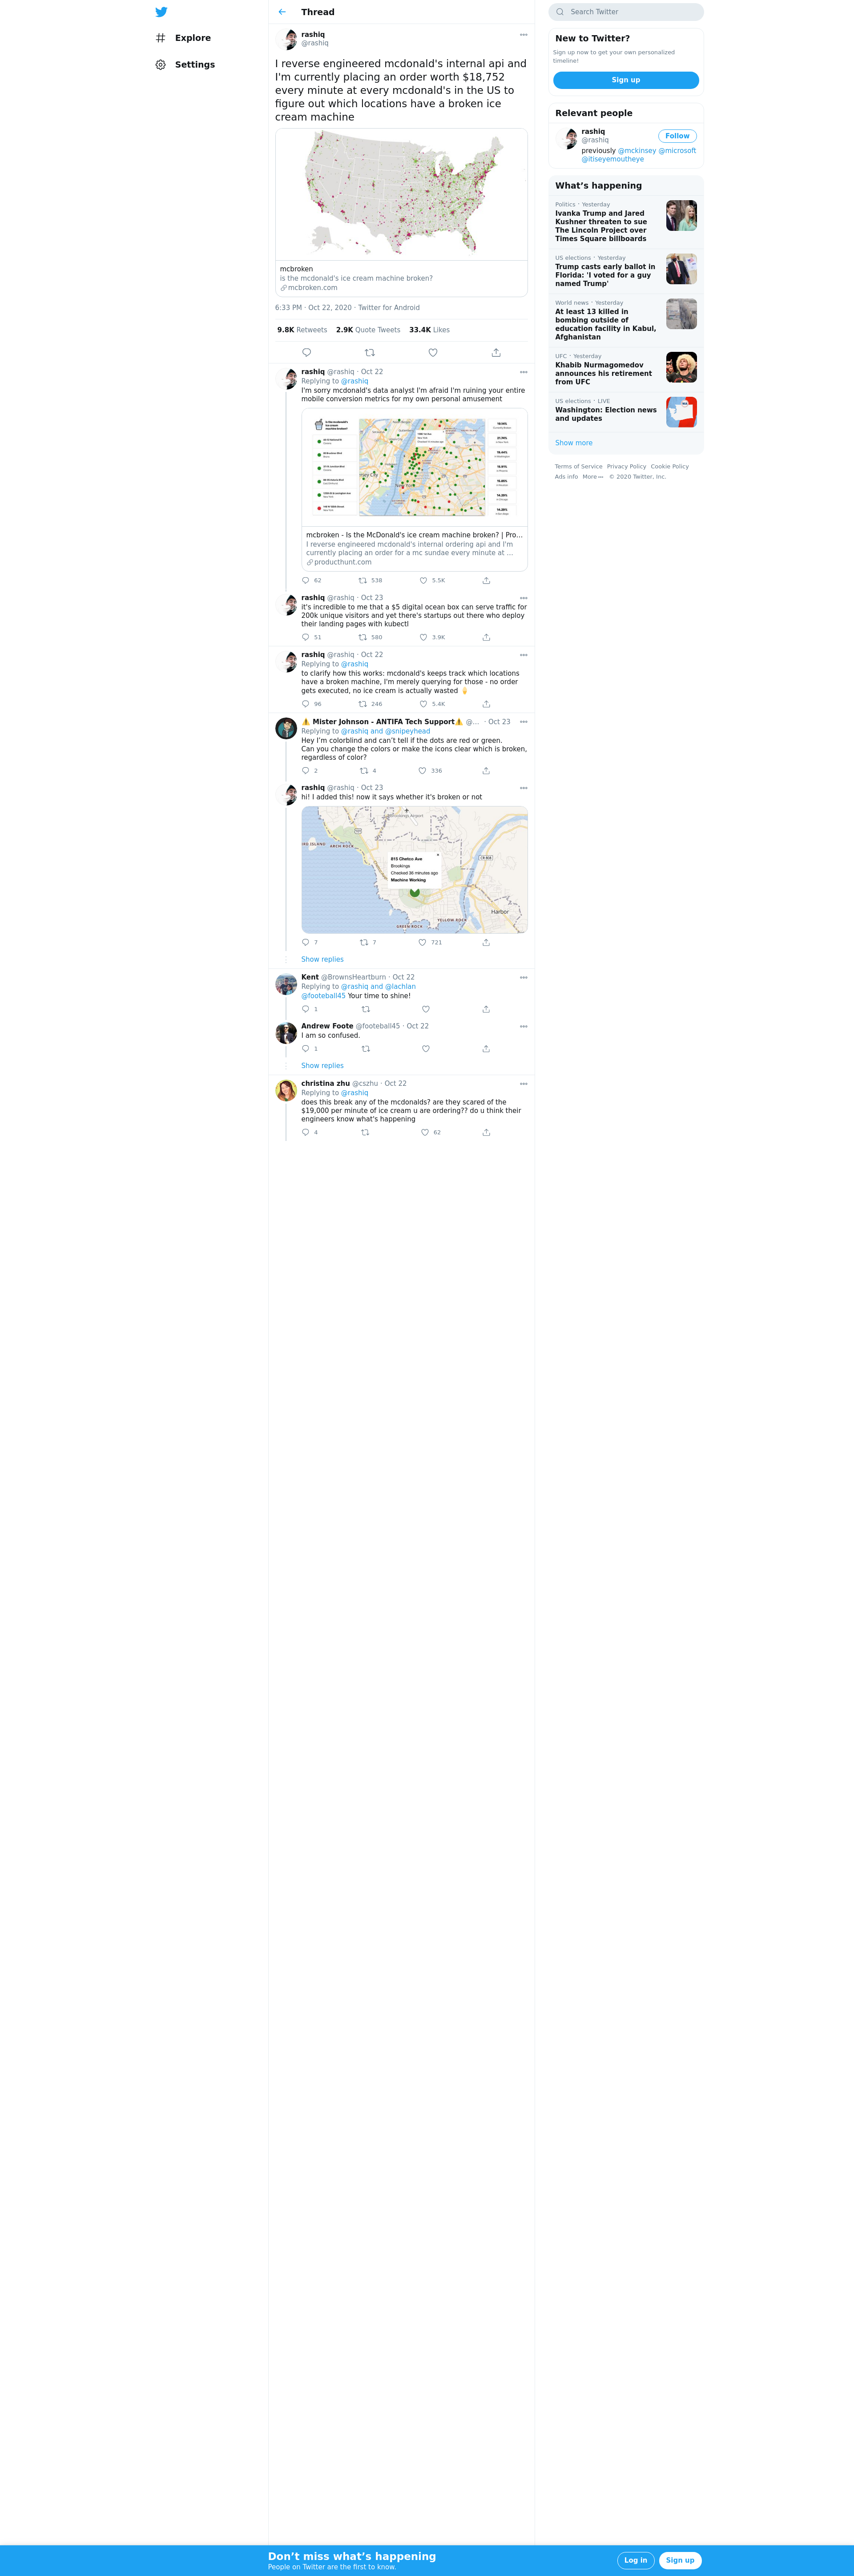 Explore
Settings
Thread
rashiq
@rashiq
I reverse engineered mcdonald's internal api and
I'm currently placing an order worth $18,752
every minute at every mcdonald's in the US to
figure out which locations have a broken ice
cream machine
mcbroken
is the mcdonald's ice cream machine broken?
mcbroken.com
6:33 PM · Oct 22, 2020 · Twitter for Android
9.8K Retweets 2.9K Quote Tweets 33.4K Likes
rashiq @rashiq · Oct 22
Replying to @rashiq
I'm sorry mcdonald's data analyst I'm afraid I'm ruining your entire
mobile conversion metrics for my own personal amusement
mcbroken - Is the McDonald's ice cream machine broken? | Pro…
I reverse engineered mcdonald's internal ordering api and I'm
currently placing an order for a mc sundae every minute at …
producthunt.com
62 538 5.5K
rashiq @rashiq · Oct 23
it's incredible to me that a $5 digital ocean box can serve traffic for
200k unique visitors and yet there's startups out there who deploy
their landing pages with kubectl
51 580 3.9K
rashiq @rashiq · Oct 22
Replying to @rashiq
to clarify how this works: mcdonald's keeps track which locations
have a broken machine, I'm merely querying for those - no order
gets executed, no ice cream is actually wasted 🍦
96 246 5.4K
⚠️ Mister Johnson - ANTIFA Tech Support⚠️ @… · Oct 23
Replying to @rashiq and @snipeyhead
Hey I’m colorblind and can’t tell if the dots are red or green.
Can you change the colors or make the icons clear which is broken,
regardless of color?
2 4 336
rashiq @rashiq · Oct 23
hi! I added this! now it says whether it's broken or not
Brookings Airport
ARCH ROCK
815 Chetco Ave
Brookings
Checked 36 minutes ago
Machine Working
Harbor
YELLOW ROCK
GREEN ROCK
7 7 721
Show replies
Kent @BrownsHeartburn · Oct 22
Replying to @rashiq and @lachlan
@footeball45 Your time to shine!
1
Andrew Foote @footeball45 · Oct 22
I am so confused.
1
Show replies
christina zhu @cszhu · Oct 22
Replying to @rashiq
does this break any of the mcdonalds? are they scared of the
$19,000 per minute of ice cream u are ordering?? do u think their
engineers know what's happening
4 62
Search Twitter
New to Twitter?
Sign up now to get your own personalized
timeline!
Sign up
Relevant people
rashiq
@rashiq
Follow
previously @mckinsey @microsoft
@itiseyemoutheye
What’s happening
Politics · Yesterday
Ivanka Trump and Jared
Kushner threaten to sue
The Lincoln Project over
Times Square billboards
US elections · Yesterday
Trump casts early ballot in
Florida: 'I voted for a guy
named Trump'
World news · Yesterday
At least 13 killed in
bombing outside of
education facility in Kabul,
Afghanistan
UFC · Yesterday
Khabib Nurmagomedov
announces his retirement
from UFC
US elections · LIVE
Washington: Election news
and updates
Show more
Terms of Service Privacy Policy Cookie Policy
Ads info More © 2020 Twitter, Inc.
Don’t miss what’s happening
People on Twitter are the first to know.
Log in
Sign up